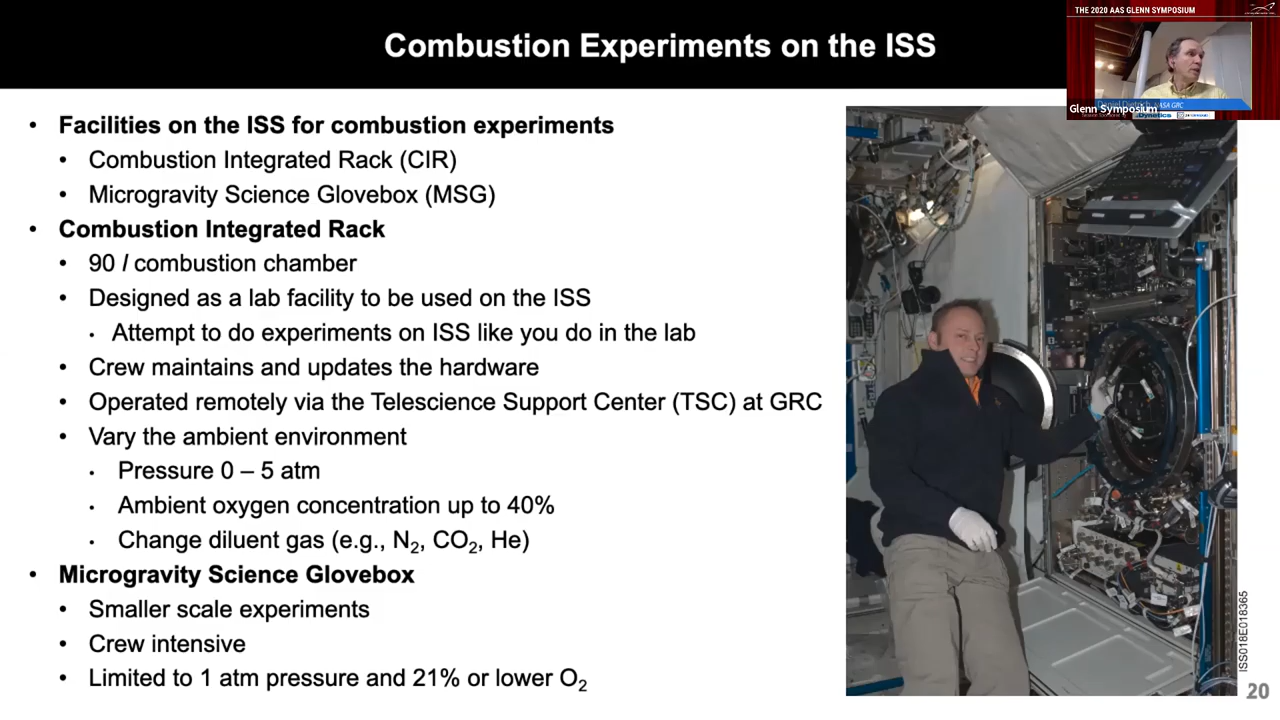 THE 2020 AAS GLENN SYMPOSIUM
Combustion Experiments on the ISS
Daniel Dietrich, NASA GRC
Glenn Symposium
Dynetics
• Facilities on the ISS for combustion experiments
• Combustion Integrated Rack (CIR)
• Microgravity Science Glovebox (MSG)
• Combustion Integrated Rack
• 90 l combustion chamber
• Designed as a lab facility to be used on the ISS
• Attempt to do experiments on ISS like you do in the lab
• Crew maintains and updates the hardware
• Operated remotely via the Telescience Support Center (TSC) at GRC
• Vary the ambient environment
• Pressure 0 – 5 atm
• Ambient oxygen concentration up to 40%
• Change diluent gas (e.g., N₂, CO₂, He)
• Microgravity Science Glovebox
• Smaller scale experiments
• Crew intensive
• Limited to 1 atm pressure and 21% or lower O₂
ISS018E018365
20